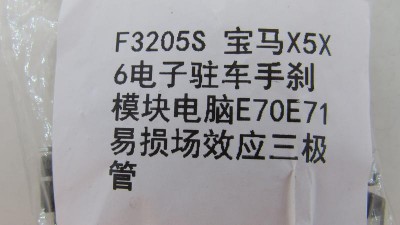 F3205S 宝马X5X
6电子驻车手刹
模块电脑E70E71
易损场效应三极
管